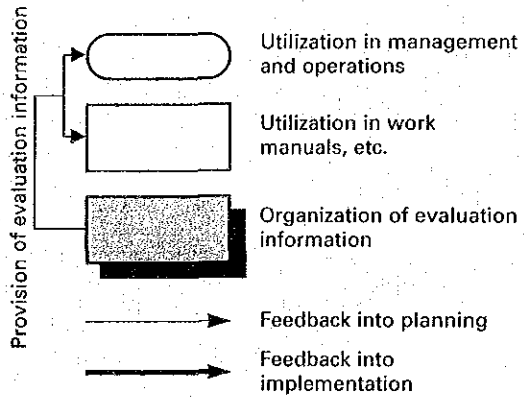 Provision of evaluation information
Utilization in management
and operations
Utilization in work
manuals, etc.
Organization of evaluation
information
Feedback into planning
Feedback into
implementation